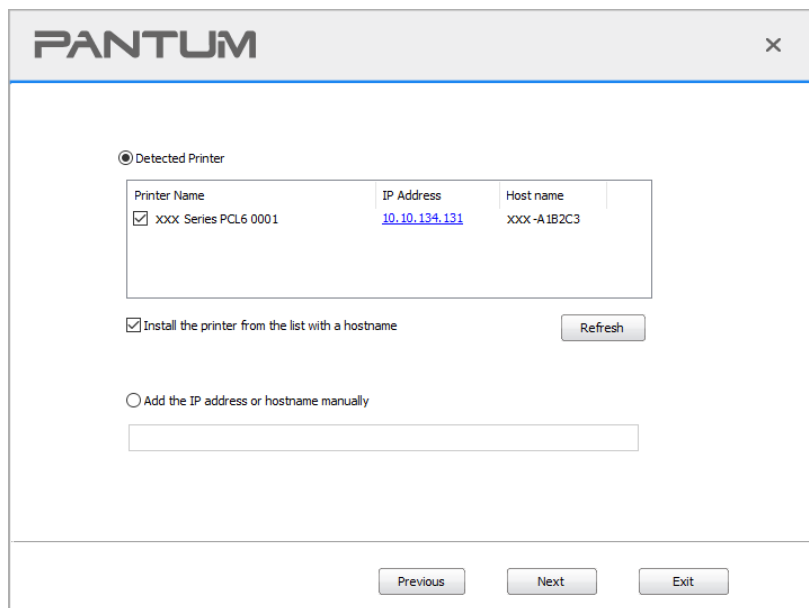 PANTUM
Detected Printer
Printer Name IP Address Host name
XXX Series PCL6 0001 10.10.134.131 XXX-A1B2C3
Install the printer from the list with a hostname Refresh
Add the IP address or hostname manually
Previous Next Exit